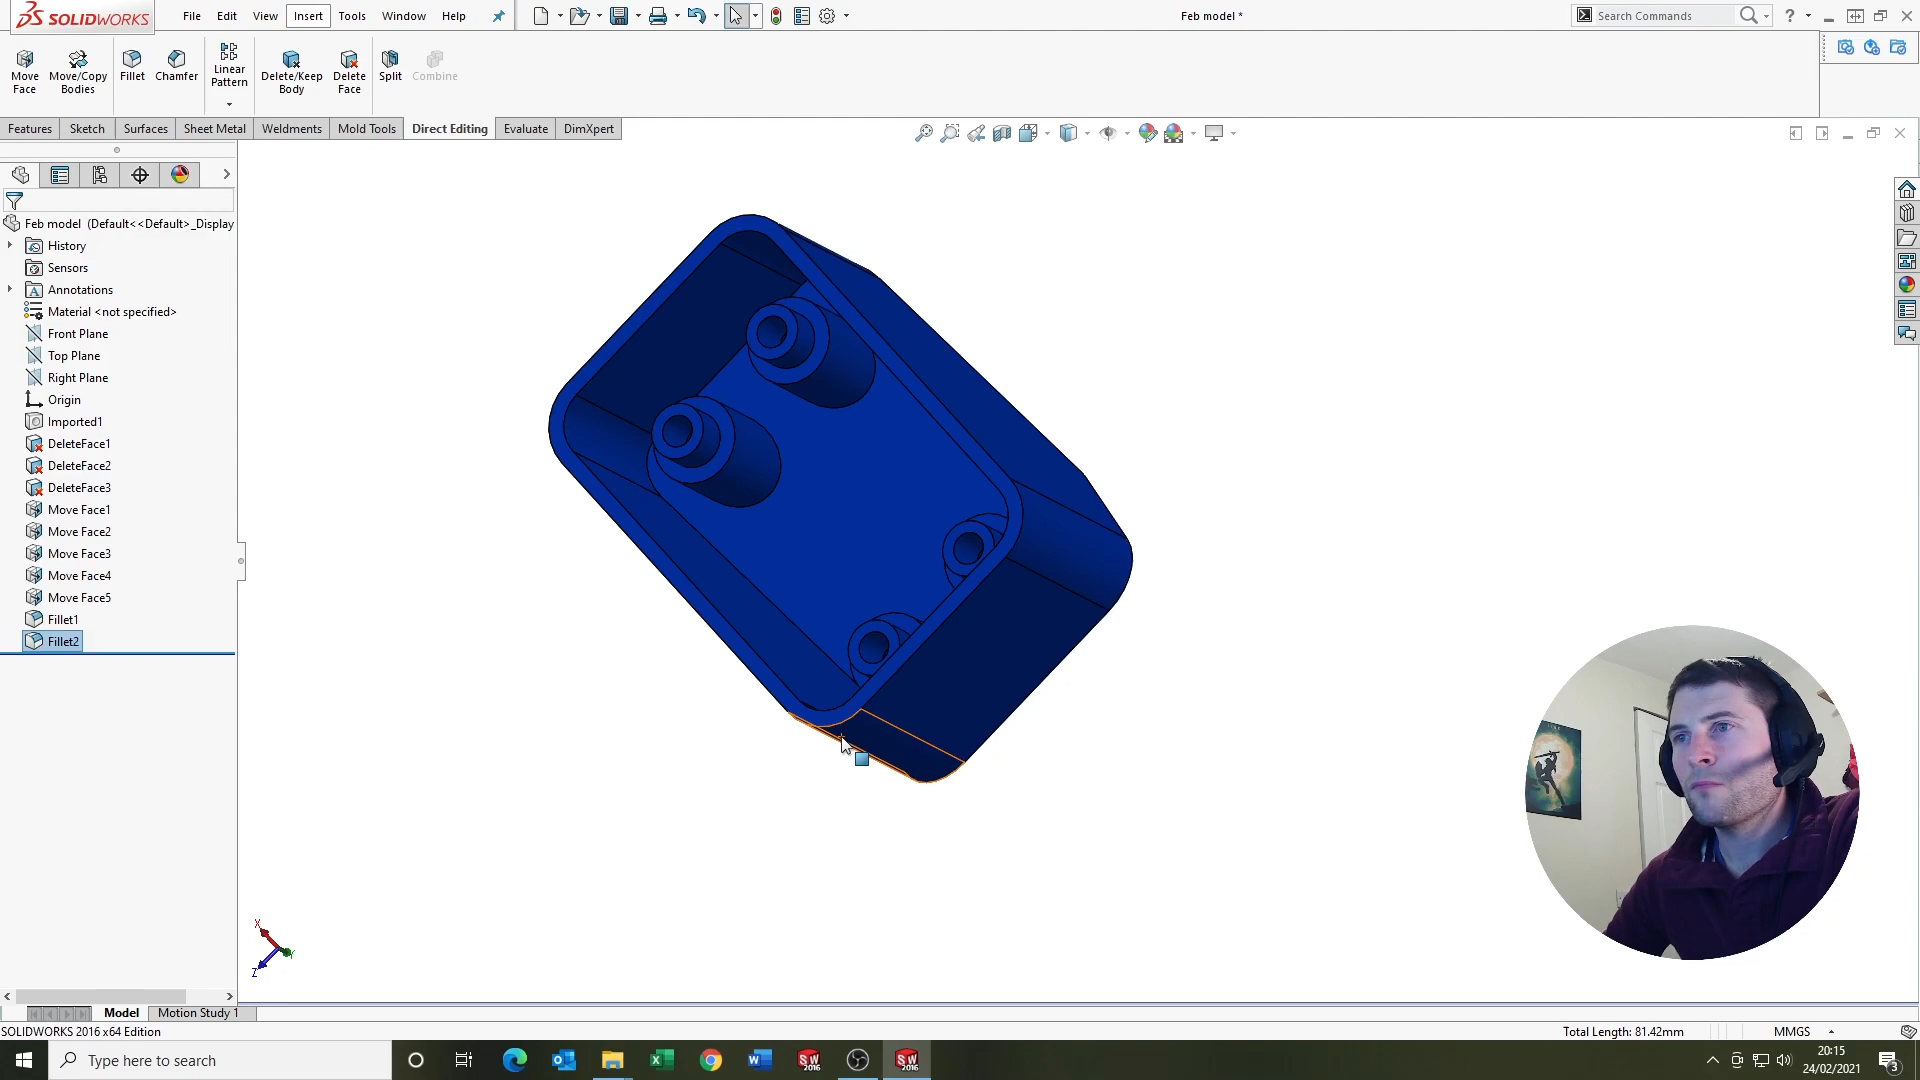 SOLIDWORKS
File Edit View Insert Tools Window Help
Feb model *
Search Commands
Move Face
Move/Copy Bodies
Fillet
Chamfer
Linear Pattern
Delete/Keep Body
Delete Face
Split
Combine
Features Sketch Surfaces Sheet Metal Weldments Mold Tools Direct Editing Evaluate DimXpert
Feb model (Default<<Default>_Display
History
Sensors
Annotations
Material <not specified>
Front Plane
Top Plane
Right Plane
Origin
Imported1
DeleteFace1
DeleteFace2
DeleteFace3
Move Face1
Move Face2
Move Face3
Move Face4
Move Face5
Fillet1
Fillet2
X
Y
Z
Model Motion Study 1
SOLIDWORKS 2016 x64 Edition
Total Length: 81.42mm MMGS
Type here to search
SW 2016
SW 2016
20:15
24/02/2021
3